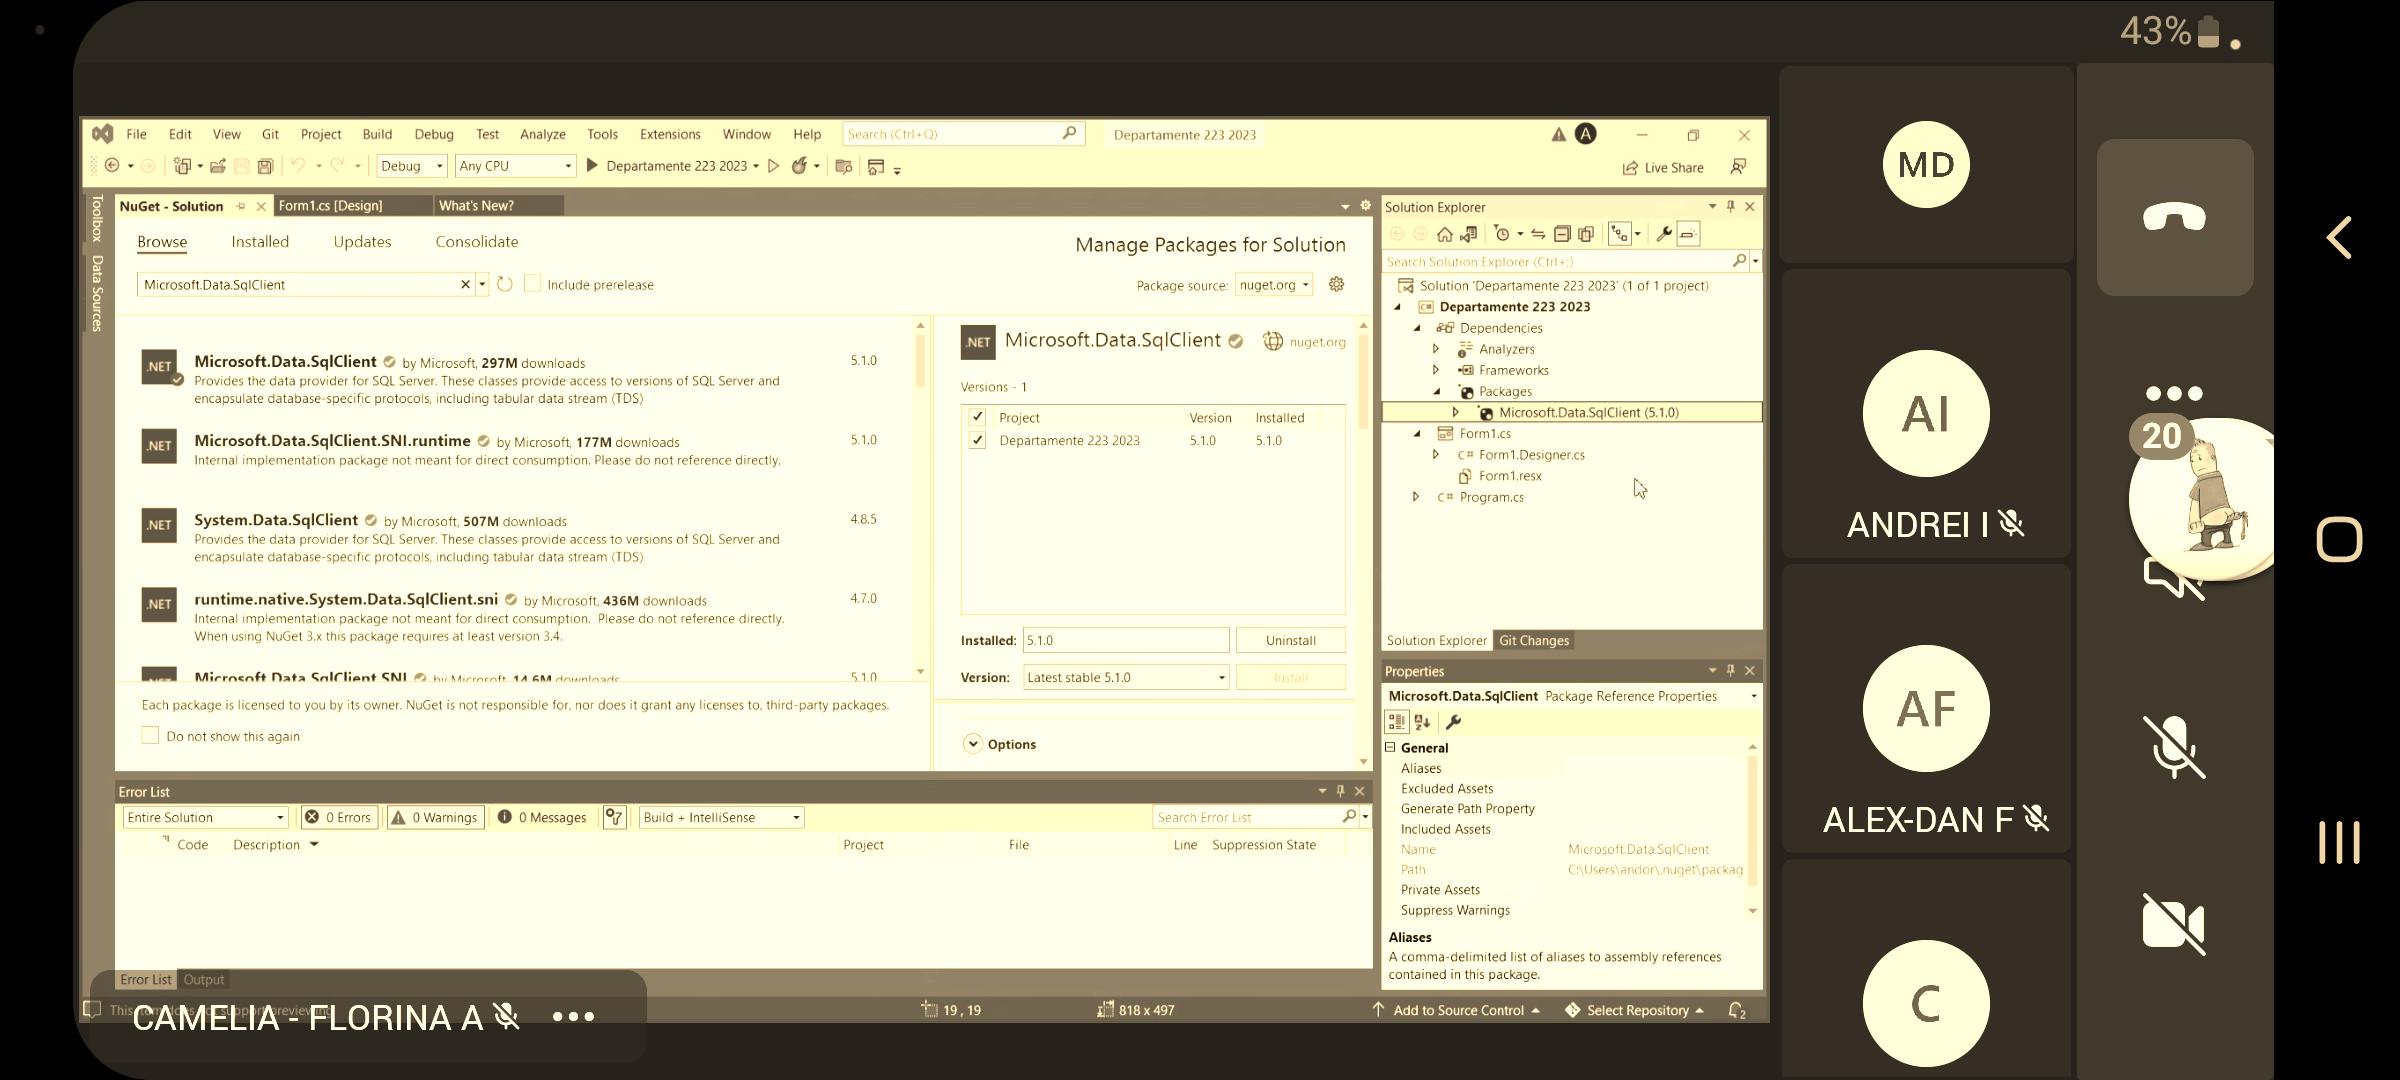 43%
File Edit View Git Project Build Debug Test Analyze Tools Extensions Window Help Search (Ctrl+Q) Departamente 223 2023 A
Debug Any CPU Departamente 223 2023 Live Share
Toolbox
Data Sources
NuGet - Solution Form1.cs [Design] What's New?
Browse Installed Updates Consolidate
Manage Packages for Solution
Microsoft.Data.SqlClient Include prerelease
Package source: nuget.org
.NET Microsoft.Data.SqlClient by Microsoft, 297M downloads 5.1.0
Provides the data provider for SQL Server. These classes provide access to versions of SQL Server and
encapsulate database-specific protocols, including tabular data stream (TDS)
.NET Microsoft.Data.SqlClient.SNI.runtime by Microsoft, 177M downloads 5.1.0
Internal implementation package not meant for direct consumption. Please do not reference directly.
.NET System.Data.SqlClient by Microsoft, 507M downloads 4.8.5
Provides the data provider for SQL Server. These classes provide access to versions of SQL Server and
encapsulate database-specific protocols, including tabular data stream (TDS)
.NET runtime.native.System.Data.SqlClient.sni by Microsoft, 436M downloads 4.7.0
Internal implementation package not meant for direct consumption. Please do not reference directly.
When using NuGet 3.x this package requires at least version 3.4.
Microsoft.Data.SqlClient.SNI by Microsoft, 14.6M downloads 5.1.0
Each package is licensed to you by its owner. NuGet is not responsible for, nor does it grant any licenses to, third-party packages.
Do not show this again
.NET Microsoft.Data.SqlClient nuget.org
Versions - 1
Project Version Installed
Departamente 223 2023 5.1.0 5.1.0
Installed: 5.1.0 Uninstall
Version: Latest stable 5.1.0 Install
Options
Error List
Entire Solution 0 Errors 0 Warnings 0 Messages Build + IntelliSense Search Error List
Code Description Project File Line Suppression State
Error List Output
Solution Explorer
Search Solution Explorer (Ctrl+;)
Solution 'Departamente 223 2023' (1 of 1 project)
Departamente 223 2023
Dependencies
Analyzers
Frameworks
Packages
Microsoft.Data.SqlClient (5.1.0)
Form1.cs
C# Form1.Designer.cs
Form1.resx
C# Program.cs
Solution Explorer Git Changes
Properties
Microsoft.Data.SqlClient Package Reference Properties
General
Aliases
Excluded Assets
Generate Path Property
Included Assets
Name Microsoft.Data.SqlClient
Path C:\Users\andor\.nuget\packag
Private Assets
Suppress Warnings
Aliases
A comma-delimited list of aliases to assembly references
contained in this package.
19 , 19 818 x 497 Add to Source Control Select Repository 2
CAMELIA - FLORINA A
MD
AI
ANDREI I
AF
ALEX-DAN F
C
20